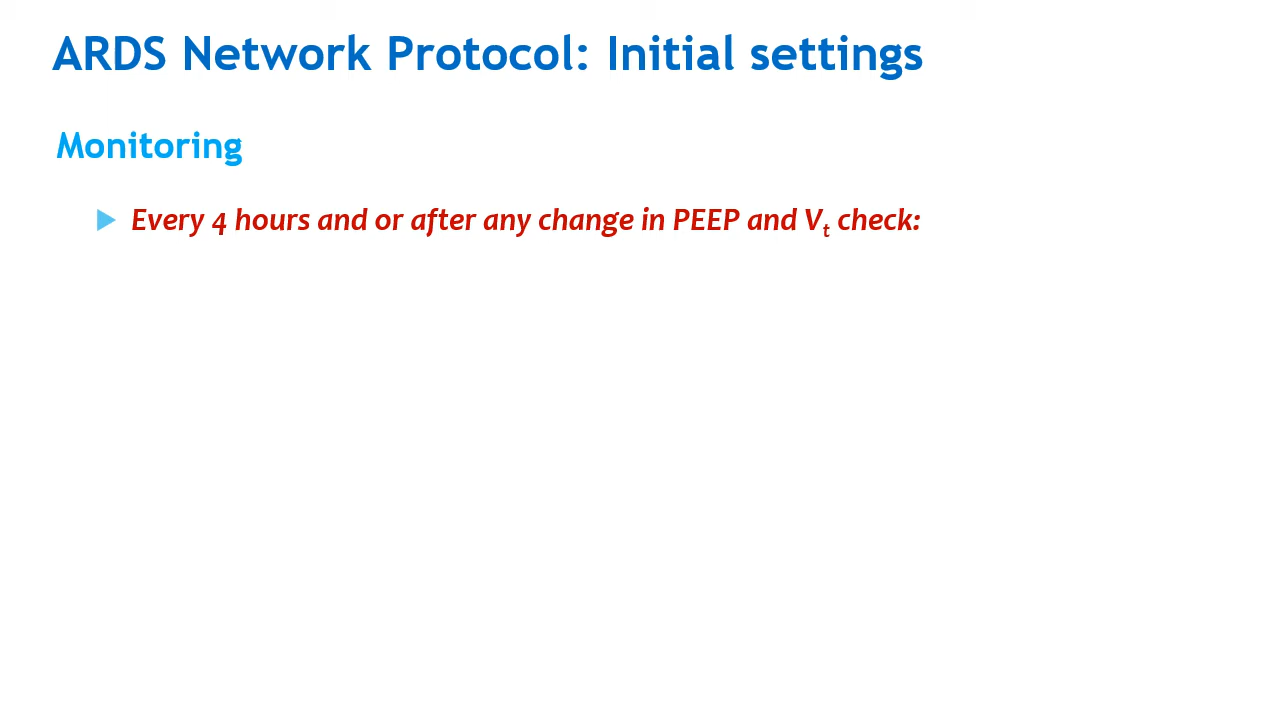 ARDS Network Protocol: Initial settings
Monitoring
Every 4 hours and or after any change in PEEP and Vt check: